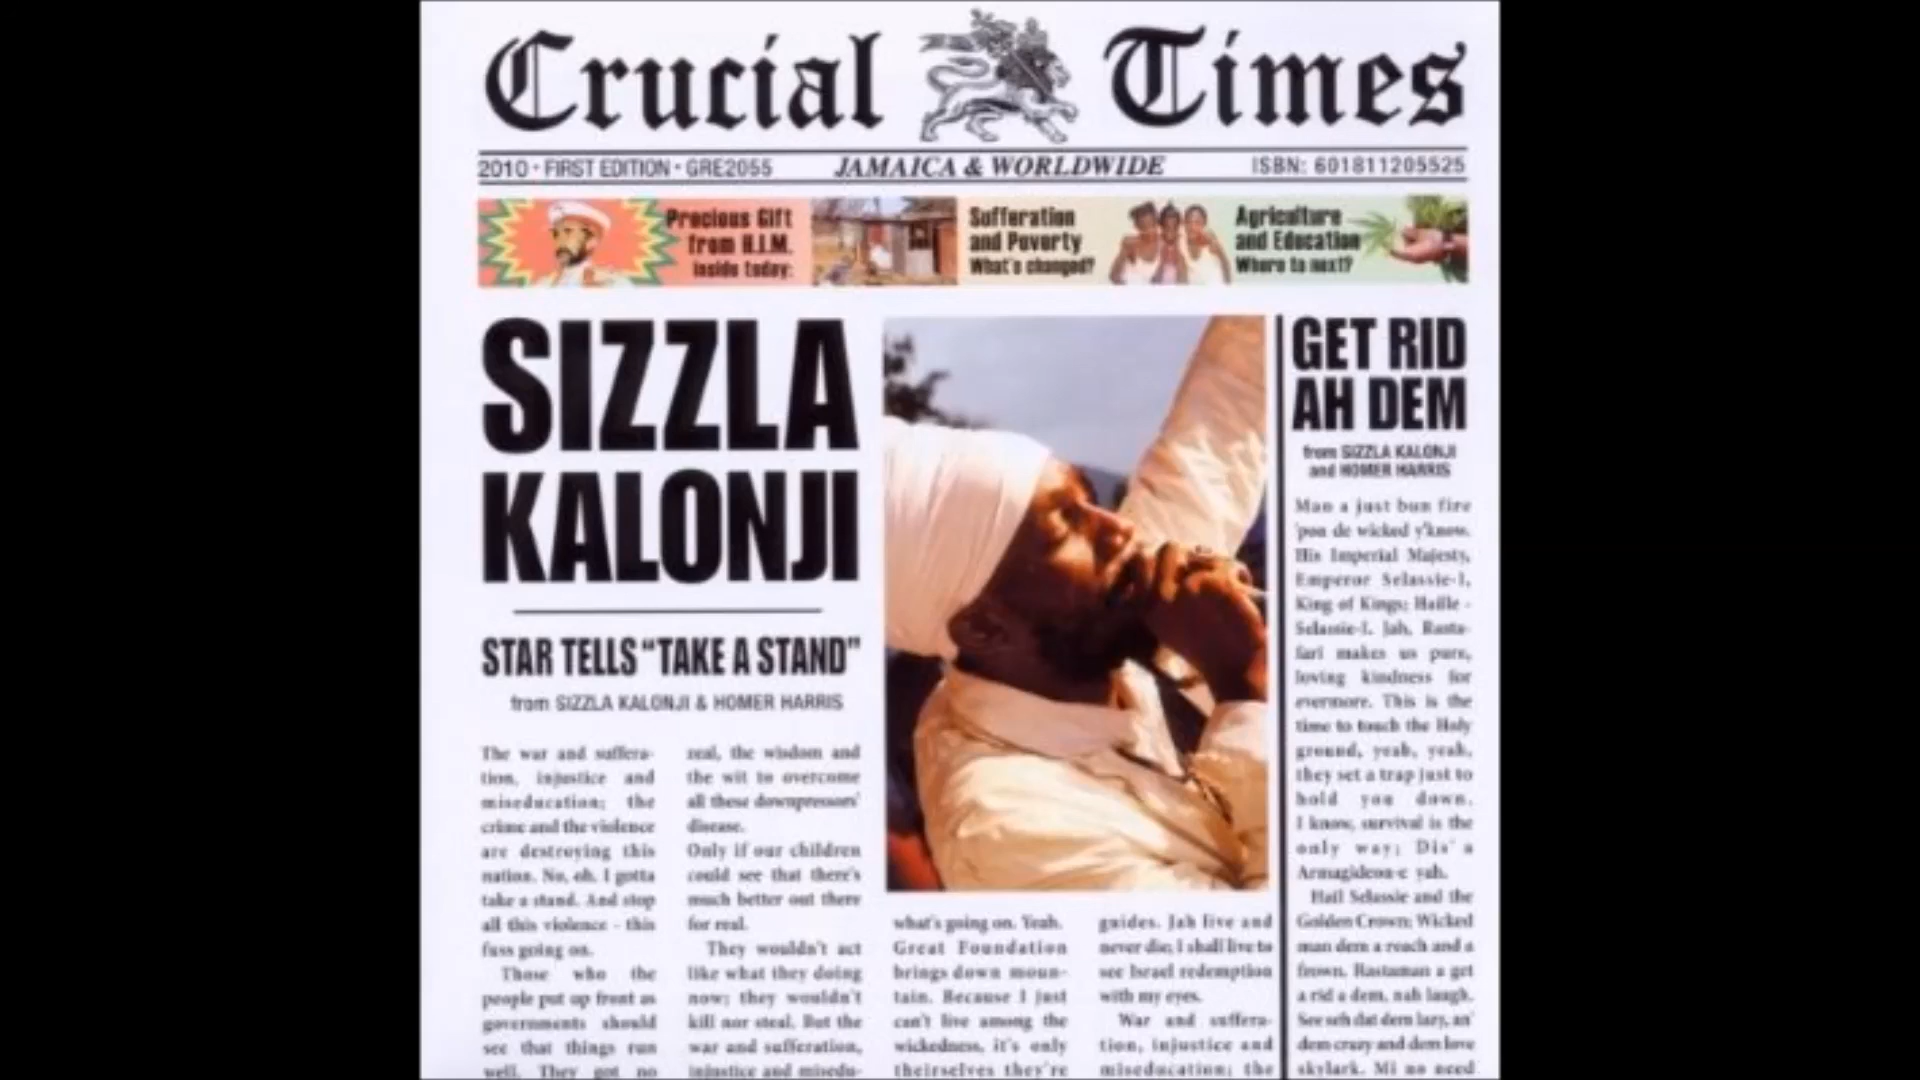 Crucial Times
2010 · FIRST EDITION · GRE2055
JAMAICA & WORLDWIDE
ISBN: 601811205525
Precious Gift
from H.I.M.
inside today:
Sufferation
and Poverty
What's changed?
Agriculture
and Education
Where to next?
SIZZLA
KALONJI
STAR TELLS “TAKE A STAND”
from SIZZLA KALONJI & HOMER HARRIS
The war and suffera-
tion, injustice and
miseducation; the
crime and the violence
are destroying this
nation. No, oh, I gotta
take a stand. And stop
all this violence - this
fuss going on.
Those who the
people put up front as
governments should
see that things run
well. They got no
real, the wisdom and
the wit to overcome
all these downpressors'
disease.
Only if our children
could see that there's
much better out there
for real.
They wouldn't act
like what they doing
now; they wouldn't
kill nor steal. But the
war and sufferation,
injustice and misedu-
what's going on. Yeah.
Great Foundation
brings down moun-
tain. Because I just
can't live among the
wickedness, it's only
theirselves they're
guides. Jah live and
never die; I shall live to
see Israel redemption
with my eyes.
War and suffera-
tion, injustice and
miseducation; the
GET RID
AH DEM
from SIZZLA KALONJI
and HOMER HARRIS
Man a just bun fire
'pon de wicked y'know.
His Imperial Majesty,
Emperor Selassie-I,
King of Kings; Haille -
Selassie-I. Jah, Rasta-
fari makes us pure,
loving kindness for
evermore. This is the
time to touch the Holy
ground, yeah, yeah,
they set a trap just to
hold you down.
I know, survival is the
only way; Dis' a
Armagideon-e yah.
Hail Selassie and the
Golden Crown; Wicked
man dem a reach and a
frown. Rastaman a get
a rid a dem, nah laugh.
See seh dat dem lazy, an'
dem crazy and dem love
skylark. Mi no need